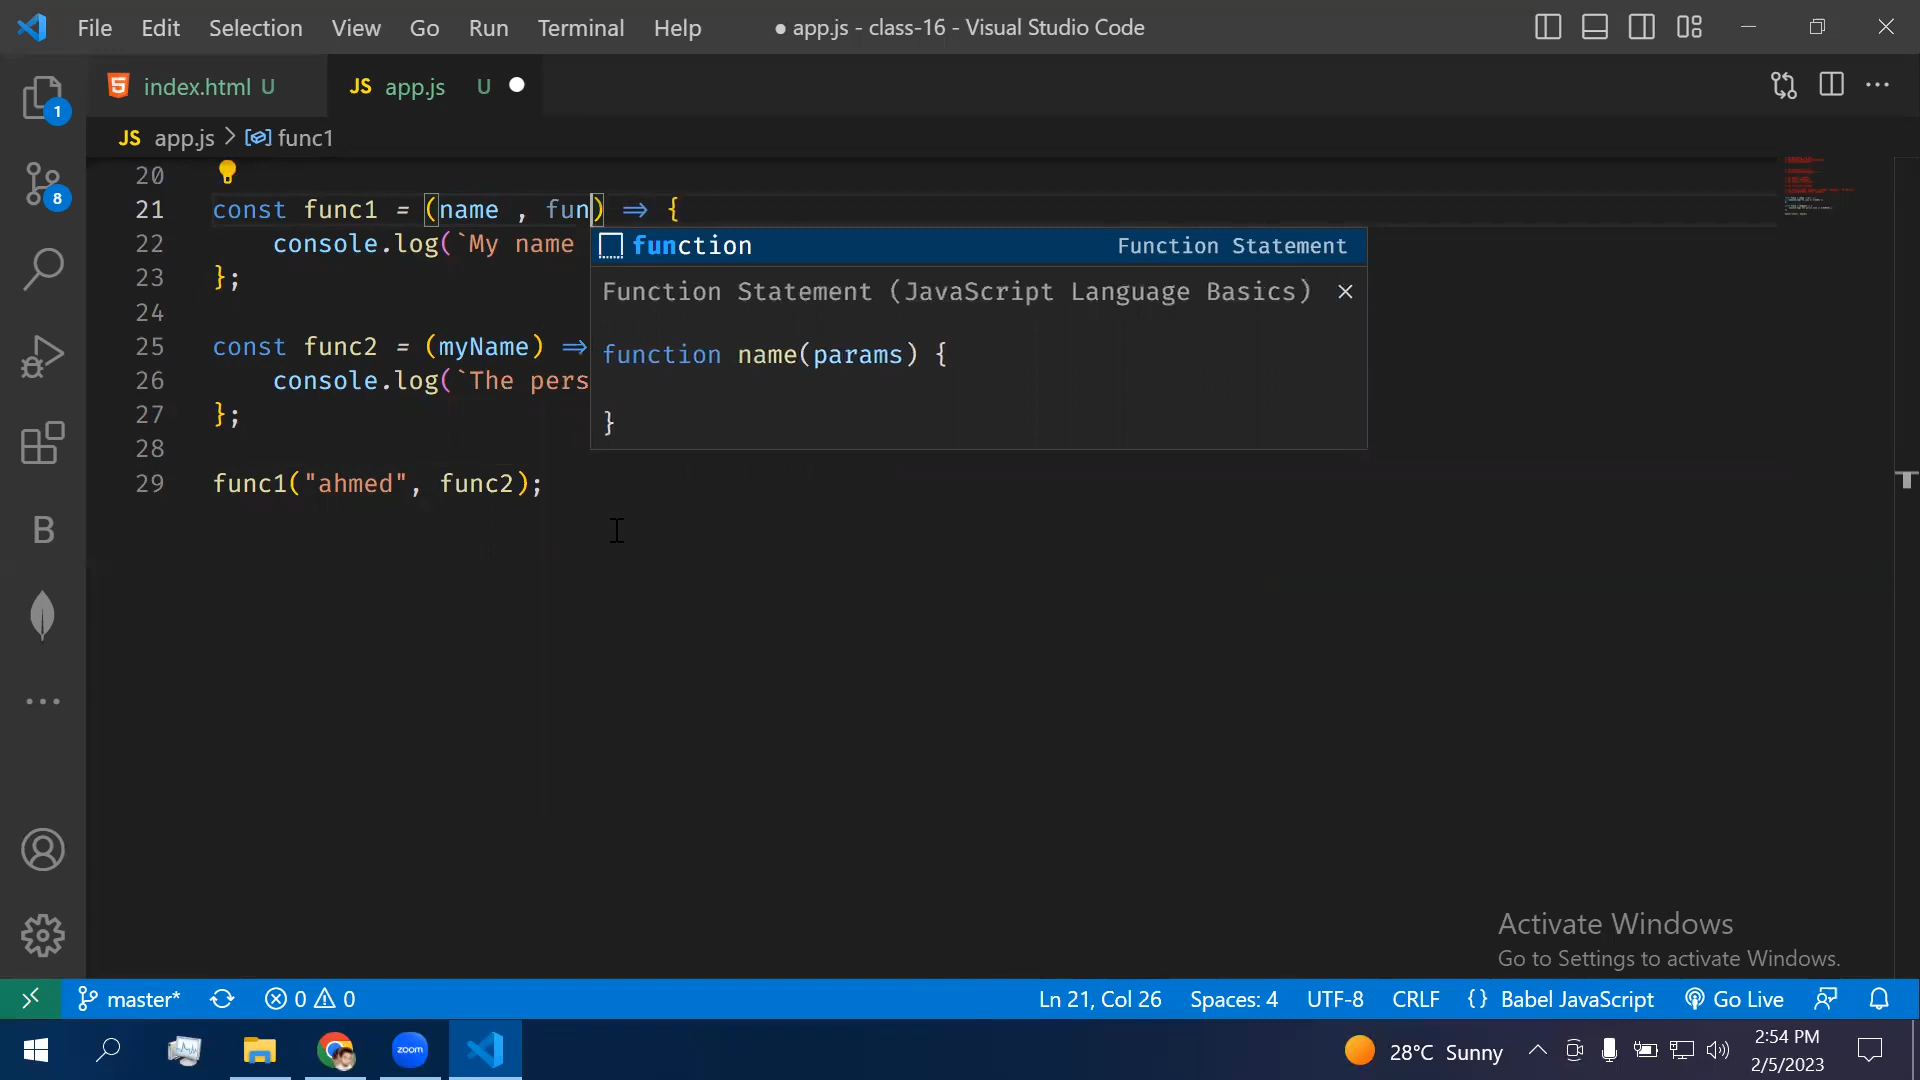 File Edit Selection View Go Run Terminal Help ● app.js - class-16 - Visual Studio Code
1 index.html U JS app.js U
JS app.js > func1
20
21 const func1 = (name , fun) => {
function Function Statement
22 console.log(`My name
23 };
Function Statement (JavaScript Language Basics)
24
25 const func2 = (myName) =>
function name(params) {
26 console.log(`The pers
27 };
}
28
29 func1("ahmed", func2);
8
B
Activate Windows
Go to Settings to activate Windows.
master* 0 0 Ln 21, Col 26 Spaces: 4 UTF-8 CRLF {} Babel JavaScript Go Live
zoom 28°C Sunny 2:54 PM
2/5/2023